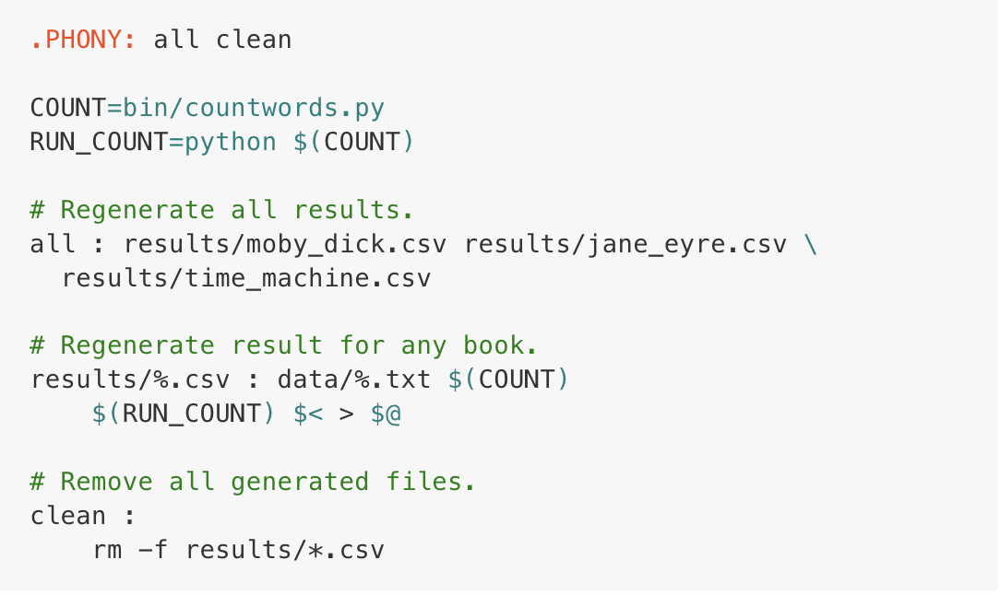 .PHONY: all clean

COUNT=bin/countwords.py
RUN_COUNT=python $(COUNT)

# Regenerate all results.
all : results/moby_dick.csv results/jane_eyre.csv \
  results/time_machine.csv

# Regenerate result for any book.
results/%.csv : data/%.txt $(COUNT)
    $(RUN_COUNT) $< > $@

# Remove all generated files.
clean :
    rm -f results/*.csv